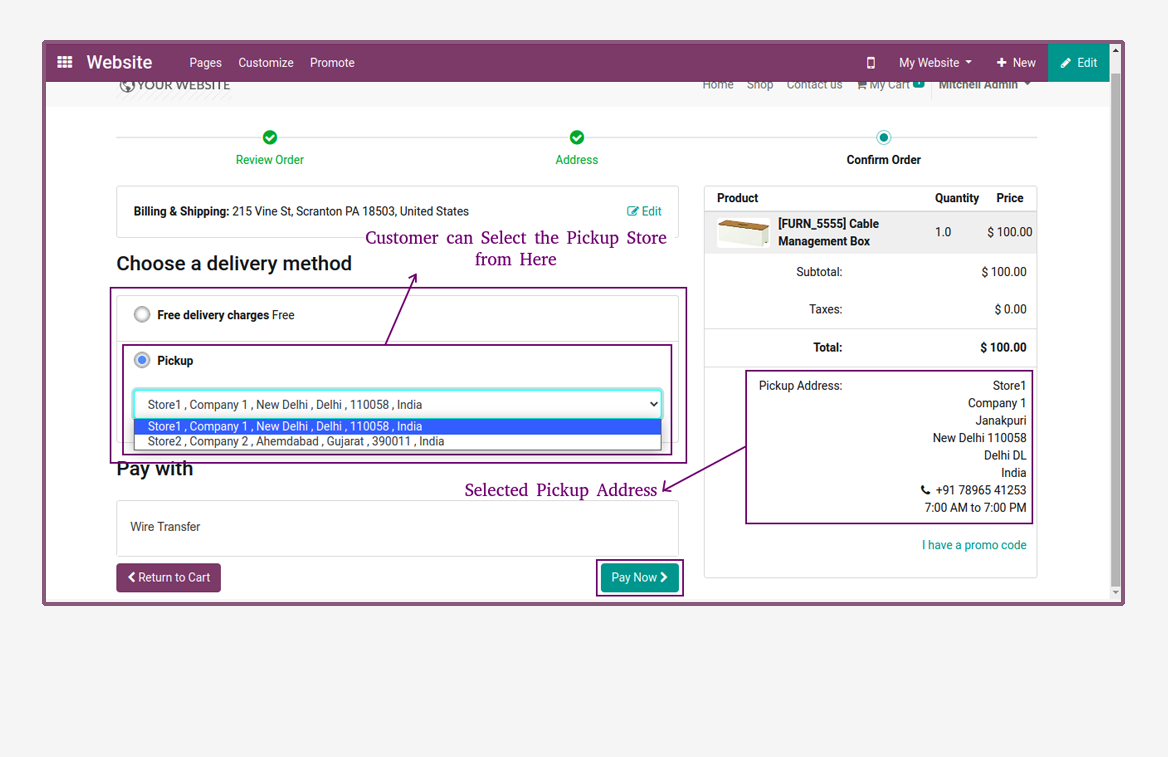 Website
Pages Customize Promote
My Website
New
Edit
YOUR WEBSITE
Home Shop Contact us My Cart
Mitchell Admin
Review Order
Address
Confirm Order
Billing & Shipping: 215 Vine St, Scranton PA 18503, United States
Edit
Customer can Select the Pickup Store
from Here
Choose a delivery method
Free delivery charges Free
Pickup
Store1 , Company 1 , New Delhi , Delhi , 110058 , India
Store1 , Company 1 , New Delhi , Delhi , 110058 , India
Store2 , Company 2 , Ahemdabad , Gujarat , 390011 , India
Pay with
Selected Pickup Address
Wire Transfer
Return to Cart
Pay Now
Product Quantity Price
[FURN_5555] Cable
Management Box
1.0 $ 100.00
Subtotal: $ 100.00
Taxes: $ 0.00
Total: $ 100.00
Pickup Address: Store1
Company 1
Janakpuri
New Delhi 110058
Delhi DL
India
+91 78965 41253
7:00 AM to 7:00 PM
I have a promo code